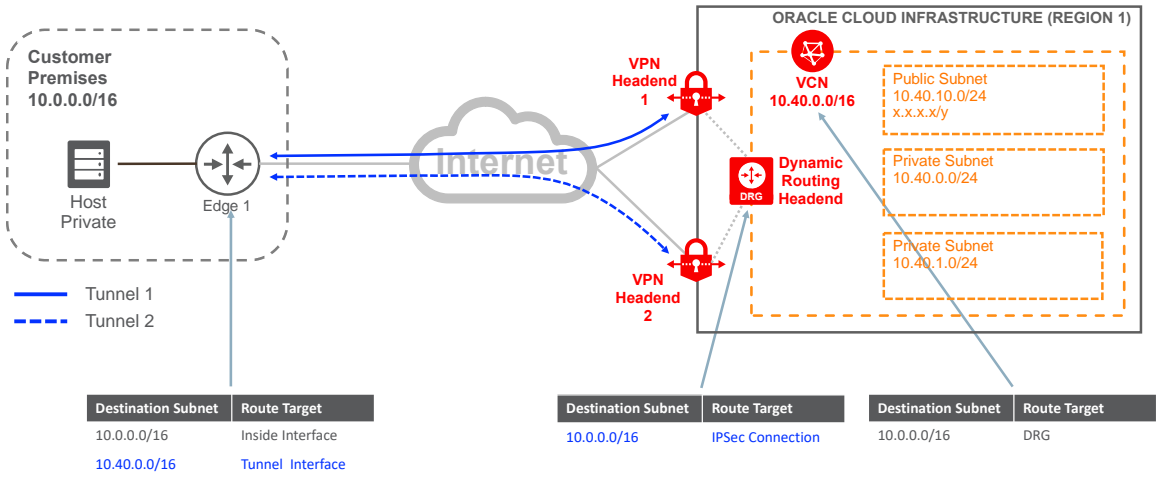 ORACLE CLOUD INFRASTRUCTURE (REGION 1)
Customer
Premises
10.0.0.0/16
Host
Private
Edge 1
Internet
VPN
Headend
1
VPN
Headend
2
VCN
10.40.0.0/16
DRG
Dynamic
Routing
Headend
Public Subnet
10.40.10.0/24
x.x.x.x/y
Private Subnet
10.40.0.0/24
Private Subnet
10.40.1.0/24
Tunnel 1
Tunnel 2
Destination Subnet Route Target
10.0.0.0/16 Inside Interface
10.40.0.0/16 Tunnel Interface
Destination Subnet Route Target
10.0.0.0/16 IPSec Connection
Destination Subnet Route Target
10.0.0.0/16 DRG